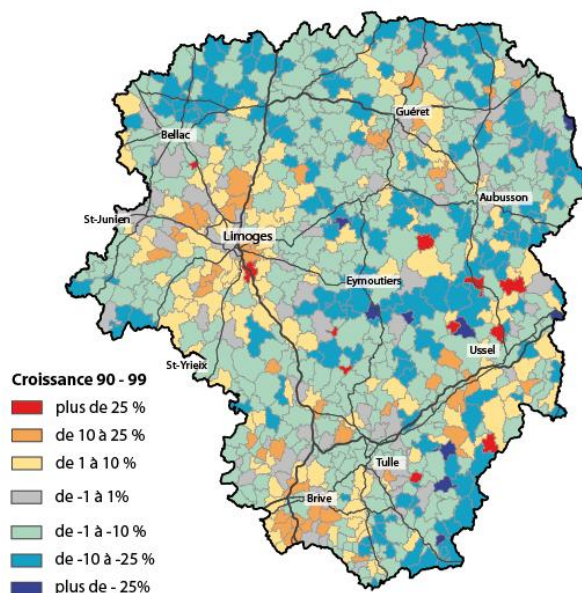 Guéret
Bellac
Aubusson
St-Junien
Limoges
Eymoutiers
Ussel
St-Yrieix
Tulle
Brive
Croissance 90 - 99
plus de 25 %
de 10 à 25 %
de 1 à 10 %
de -1 à 1%
de -1 à -10 %
de -10 à -25 %
plus de - 25%